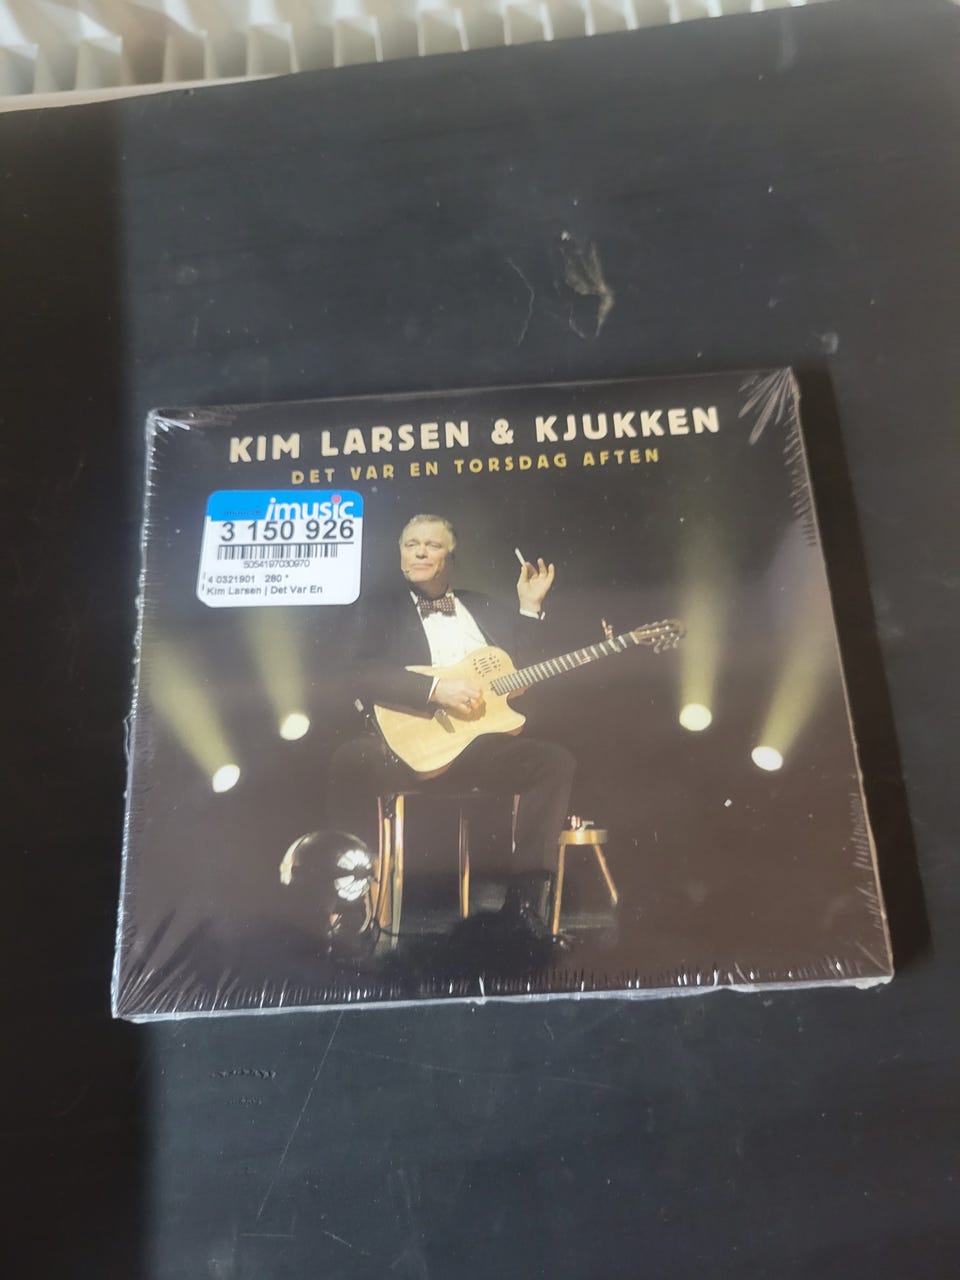 KIM LARSEN & KJUKKEN
DET VAR EN TORSDAG AFTEN
imusic
3 150 926
5054197030970
4 0321901 280 *
Kim Larsen | Det Var En